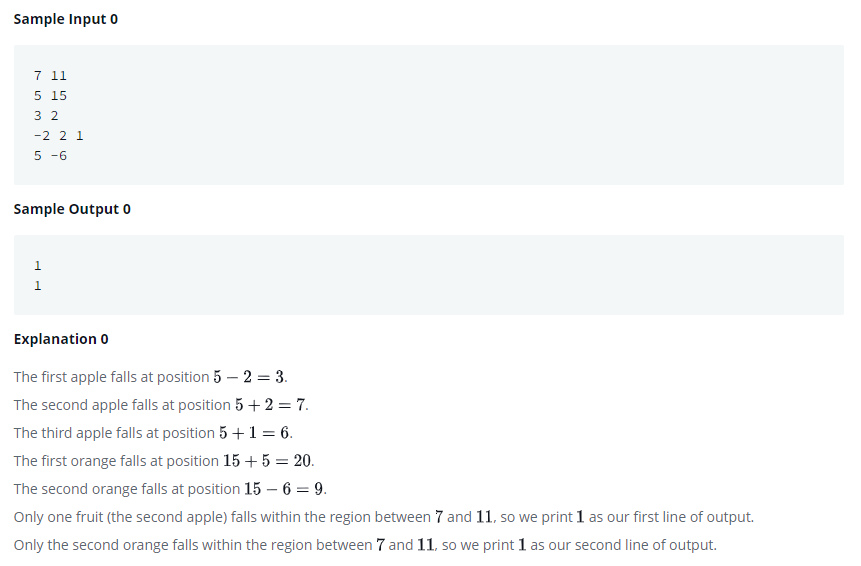 Sample Input 0
7 11
5 15
3 2
-2 2 1
5 -6
Sample Output 0
1
1
Explanation 0
The first apple falls at position 5 − 2 = 3.
The second apple falls at position 5 + 2 = 7.
The third apple falls at position 5 + 1 = 6.
The first orange falls at position 15 + 5 = 20.
The second orange falls at position 15 − 6 = 9.
Only one fruit (the second apple) falls within the region between 7 and 11, so we print 1 as our first line of output.
Only the second orange falls within the region between 7 and 11, so we print 1 as our second line of output.